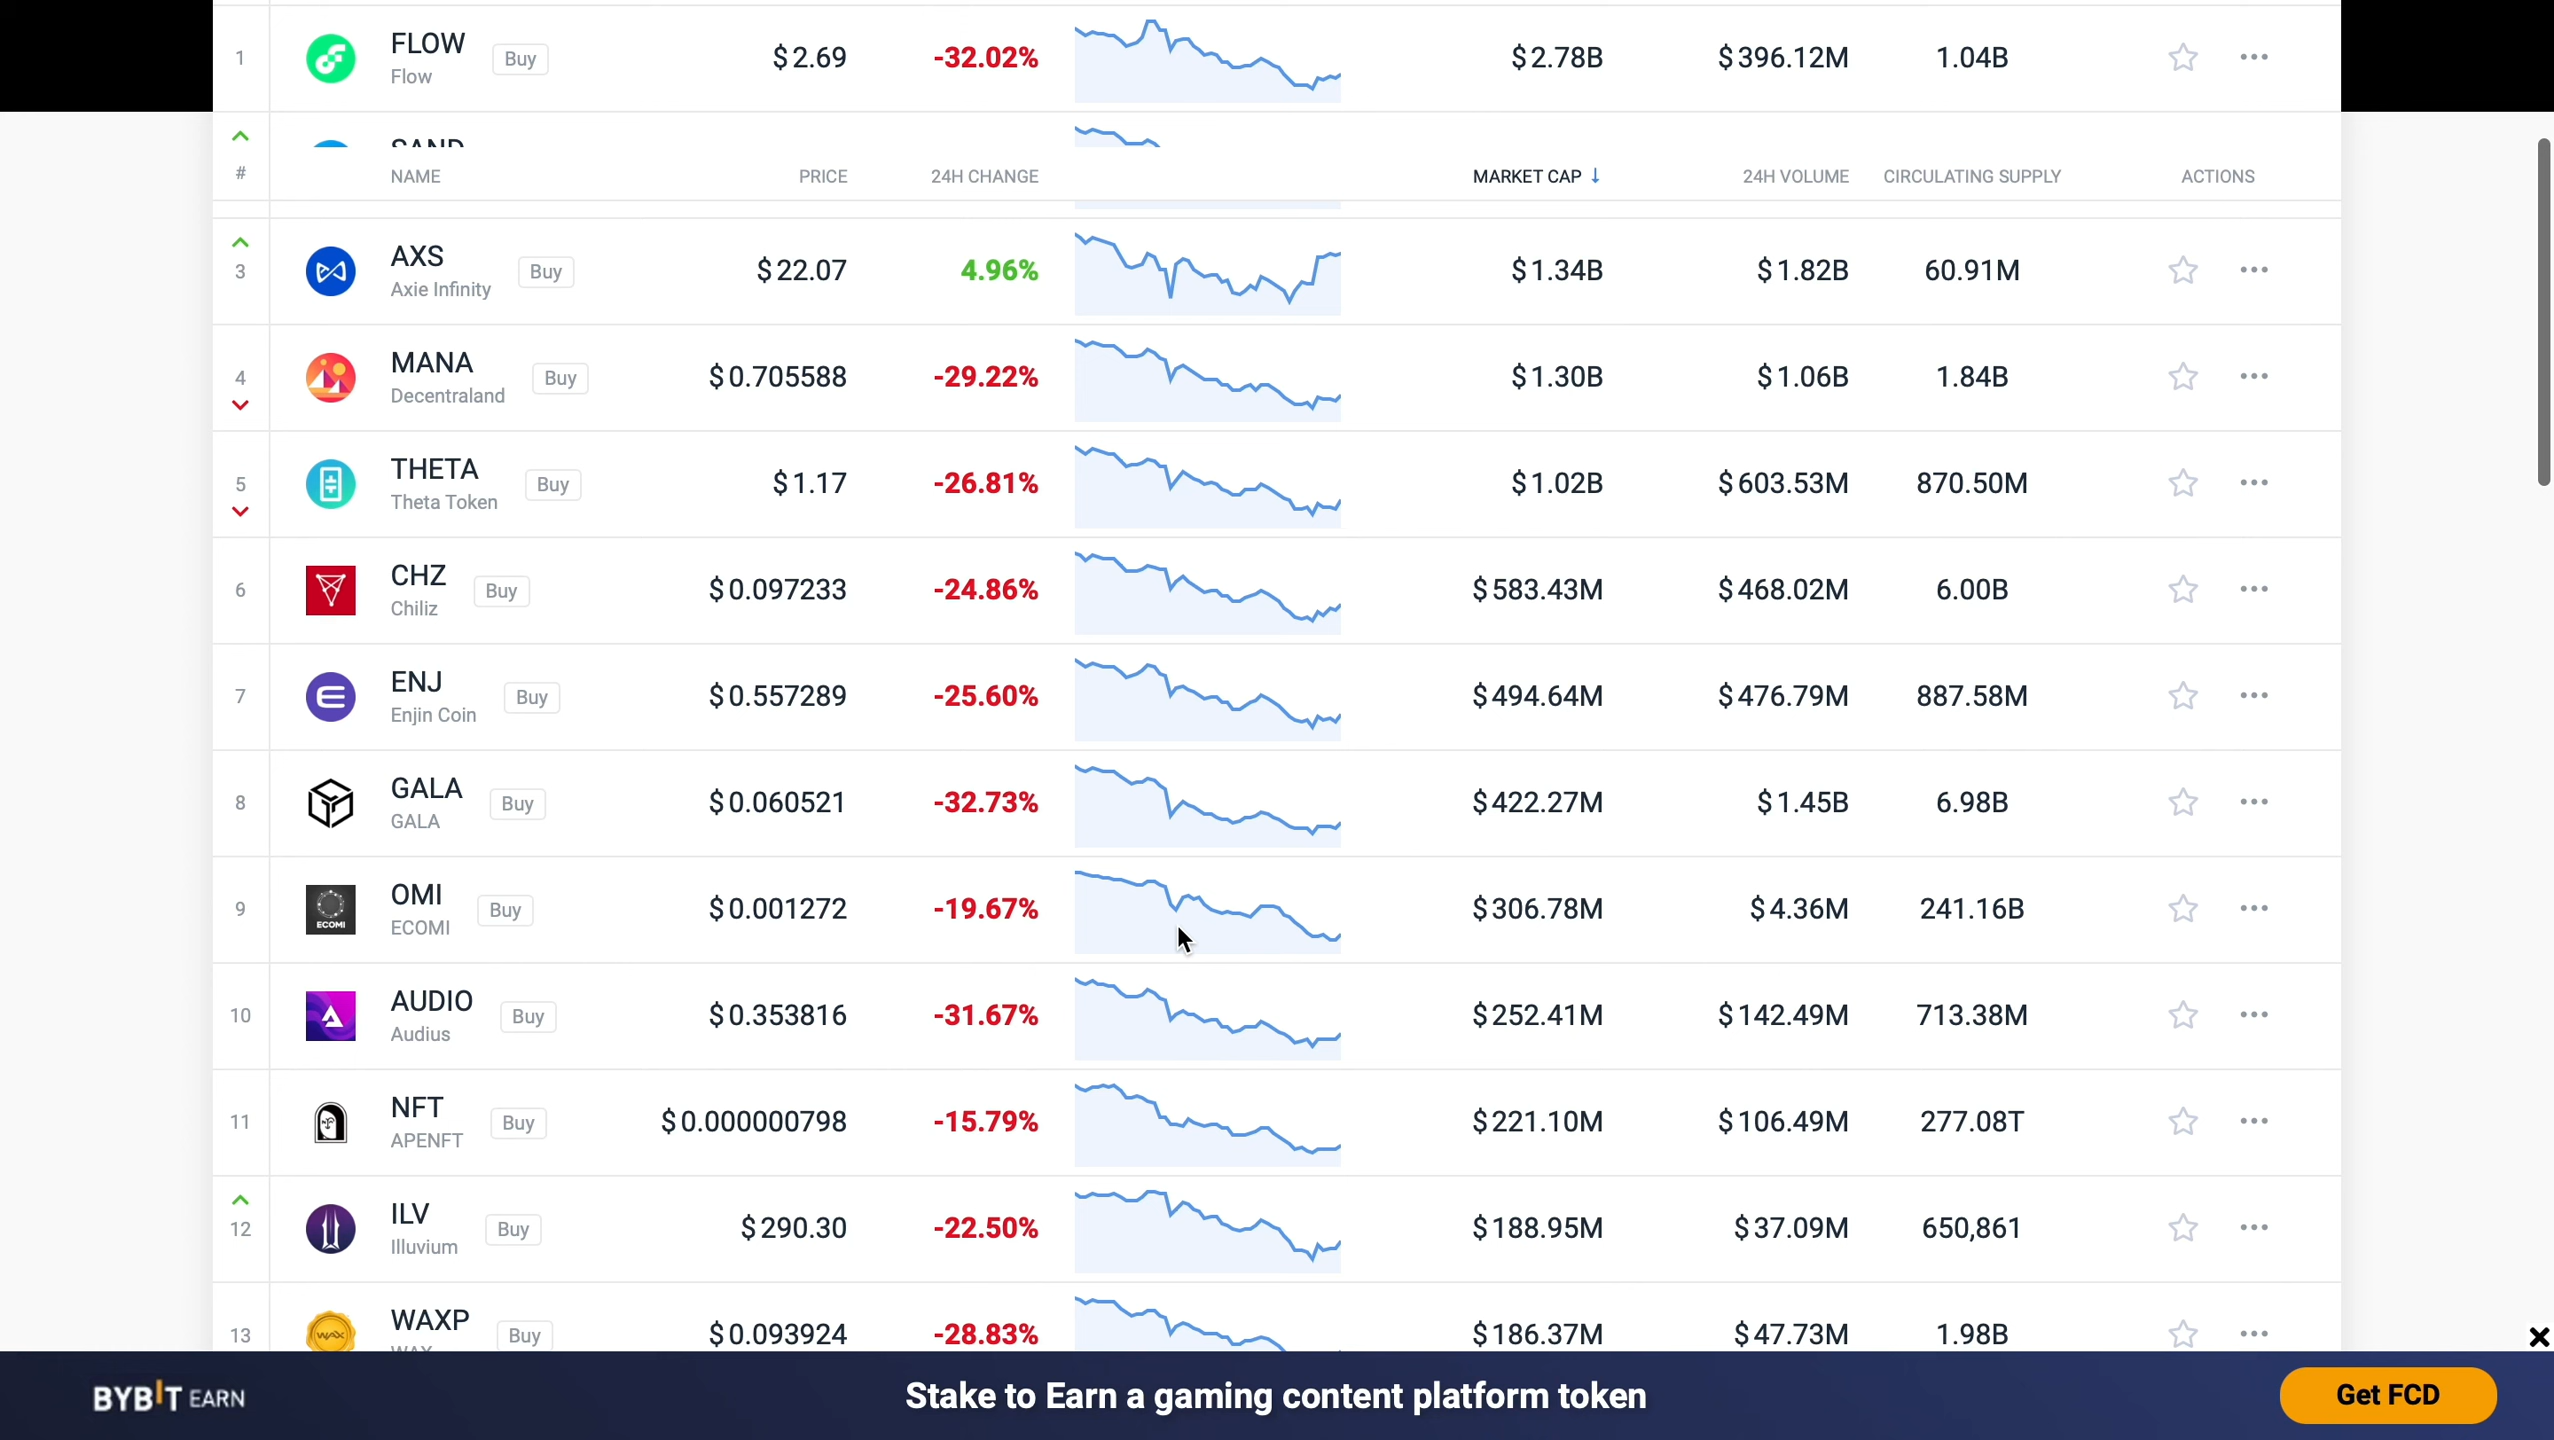 1 FLOW Buy $2.69 -32.02% $2.78B $396.12M 1.04B
Flow
SAND
# NAME PRICE 24H CHANGE MARKET CAP ↓ 24H VOLUME CIRCULATING SUPPLY ACTIONS
3 AXS Buy $22.07 4.96% $1.34B $1.82B 60.91M
Axie Infinity
4 MANA Buy $0.705588 -29.22% $1.30B $1.06B 1.84B
Decentraland
5 THETA Buy $1.17 -26.81% $1.02B $603.53M 870.50M
Theta Token
6 CHZ Buy $0.097233 -24.86% $583.43M $468.02M 6.00B
Chiliz
7 ENJ Buy $0.557289 -25.60% $494.64M $476.79M 887.58M
Enjin Coin
8 GALA Buy $0.060521 -32.73% $422.27M $1.45B 6.98B
GALA
9 OMI Buy $0.001272 -19.67% $306.78M $4.36M 241.16B
ECOMI ECOMI
10 AUDIO Buy $0.353816 -31.67% $252.41M $142.49M 713.38M
Audius
11 NFT Buy $0.000000798 -15.79% $221.10M $106.49M 277.08T
APENFT
12 ILV Buy $290.30 -22.50% $188.95M $37.09M 650,861
Illuvium
13 WAXP Buy $0.093924 -28.83% $186.37M $47.73M 1.98B
WAX WAX
BYBIT EARN Stake to Earn a gaming content platform token Get FCD